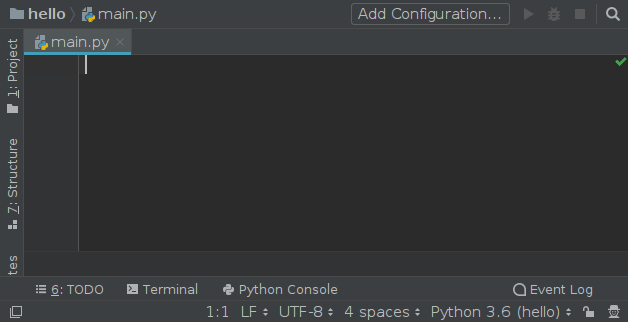 hello main.py Add Configuration...
main.py
1: Project
7: Structure
tes
6: TODO Terminal Python Console Event Log
1:1 LF UTF-8 4 spaces Python 3.6 (hello)